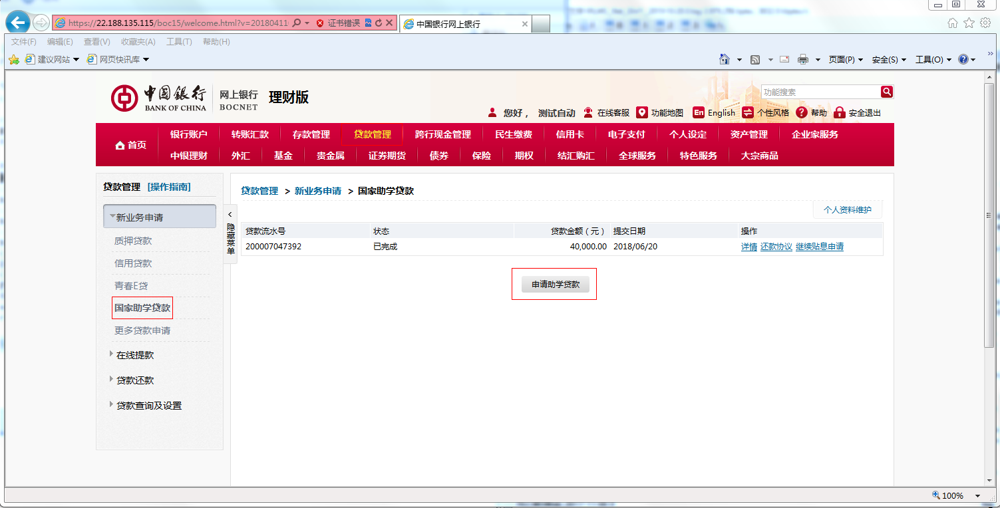 https://22.188.135.115/boc15/welcome.html?v=20180411
证书错误
中国银行网上银行
文件(F) 编辑(E) 查看(V) 收藏夹(A) 工具(T) 帮助(H)
建议网站 网页快讯库
页面(P) 安全(S) 工具(O)
中國銀行 网上银行 理财版
BANK OF CHINA BOCNET
功能搜索
您好， 测试自动 在线客服 功能地图 En English 个性风格 帮助 安全退出
首页
银行账户 转账汇款 存款管理 贷款管理 跨行现金管理 民生缴费 信用卡 电子支付 个人设定 资产管理 企业家服务
中银理财 外汇 基金 贵金属 证券期货 债券 保险 期权 结汇购汇 全球服务 特色服务 大宗商品
贷款管理 [操作指南]
新业务申请
质押贷款
信用贷款
青春E贷
国家助学贷款
更多贷款申请
在线提款
贷款还款
贷款查询及设置
< 隐藏菜单
贷款管理 > 新业务申请 > 国家助学贷款
个人资料维护
贷款流水号 状态 贷款金额（元） 提交日期 操作
200007047392 已完成 40,000.00 2018/06/20 详情 还款协议 继续贴息申请
申请助学贷款
100%